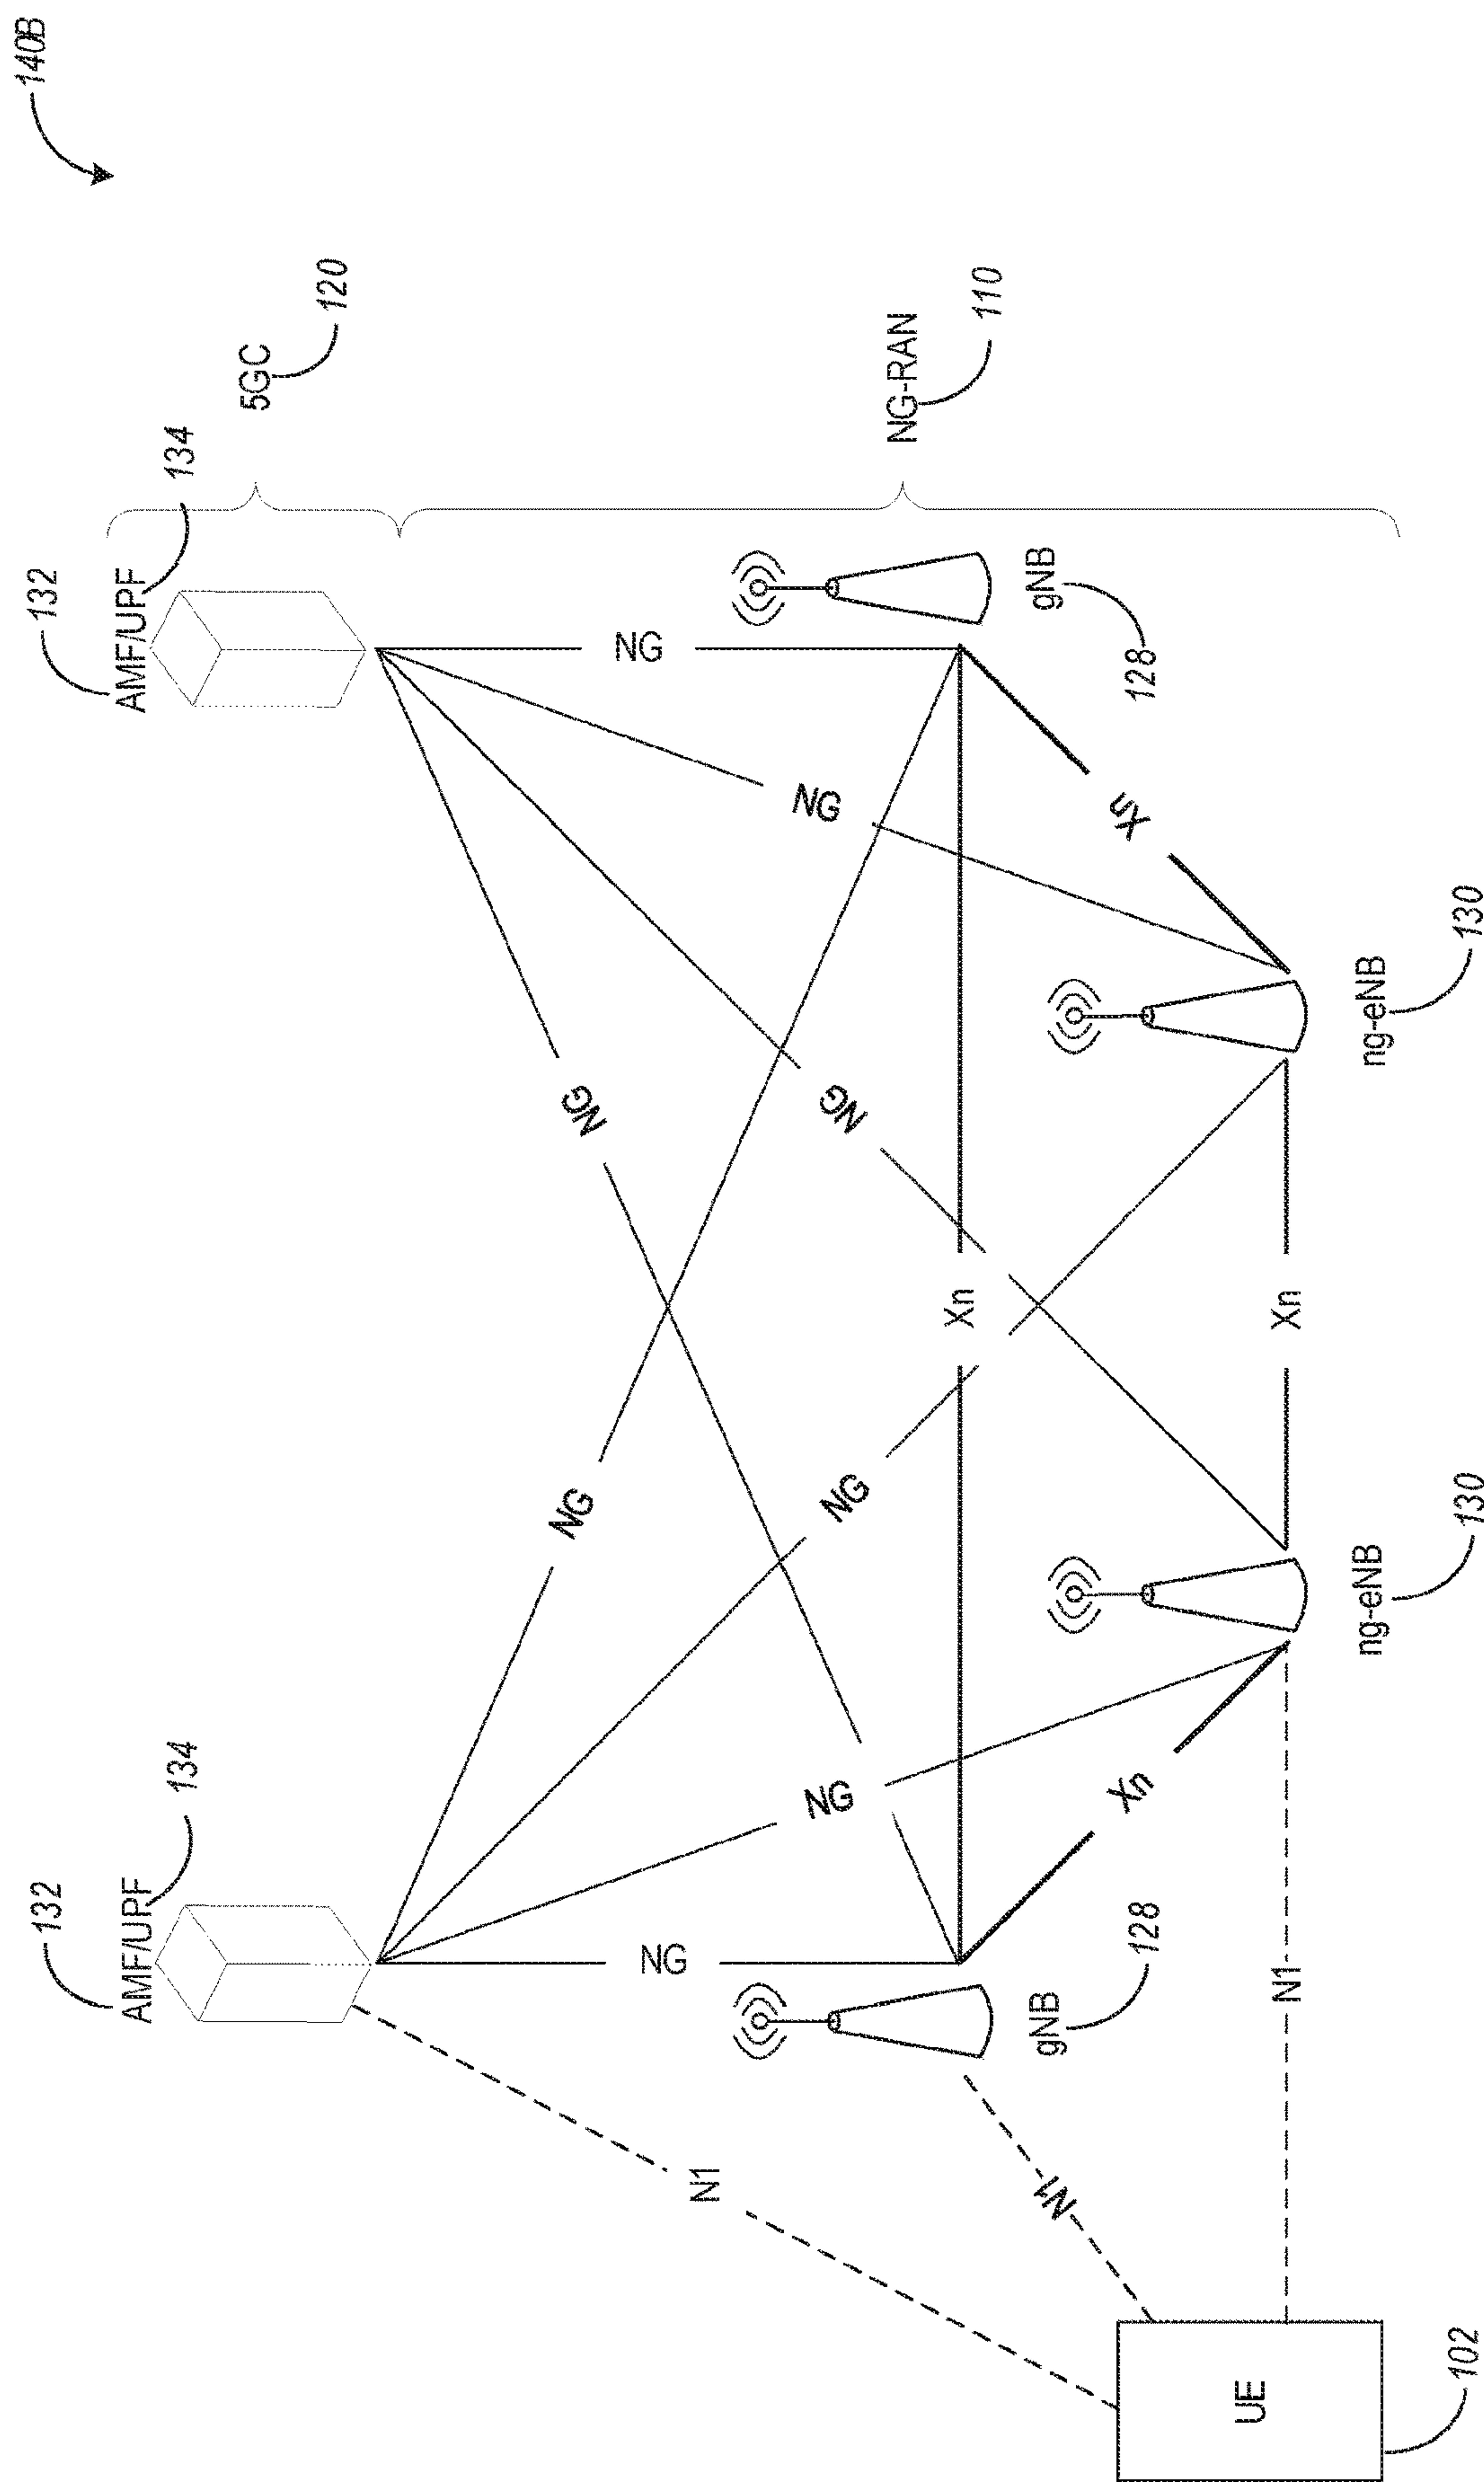 140B
132
AMF/UPF
134
132
AMF/UPF
134
5GC
120
NG
NG
NG
NG
NG
NG
NG
NG
NG-RAN
110
N1
gNB
128
Xn
gNB
128
N1
Xn
Xn
UE
102
N1
ng-eNB
130
Xn
ng-eNB
130